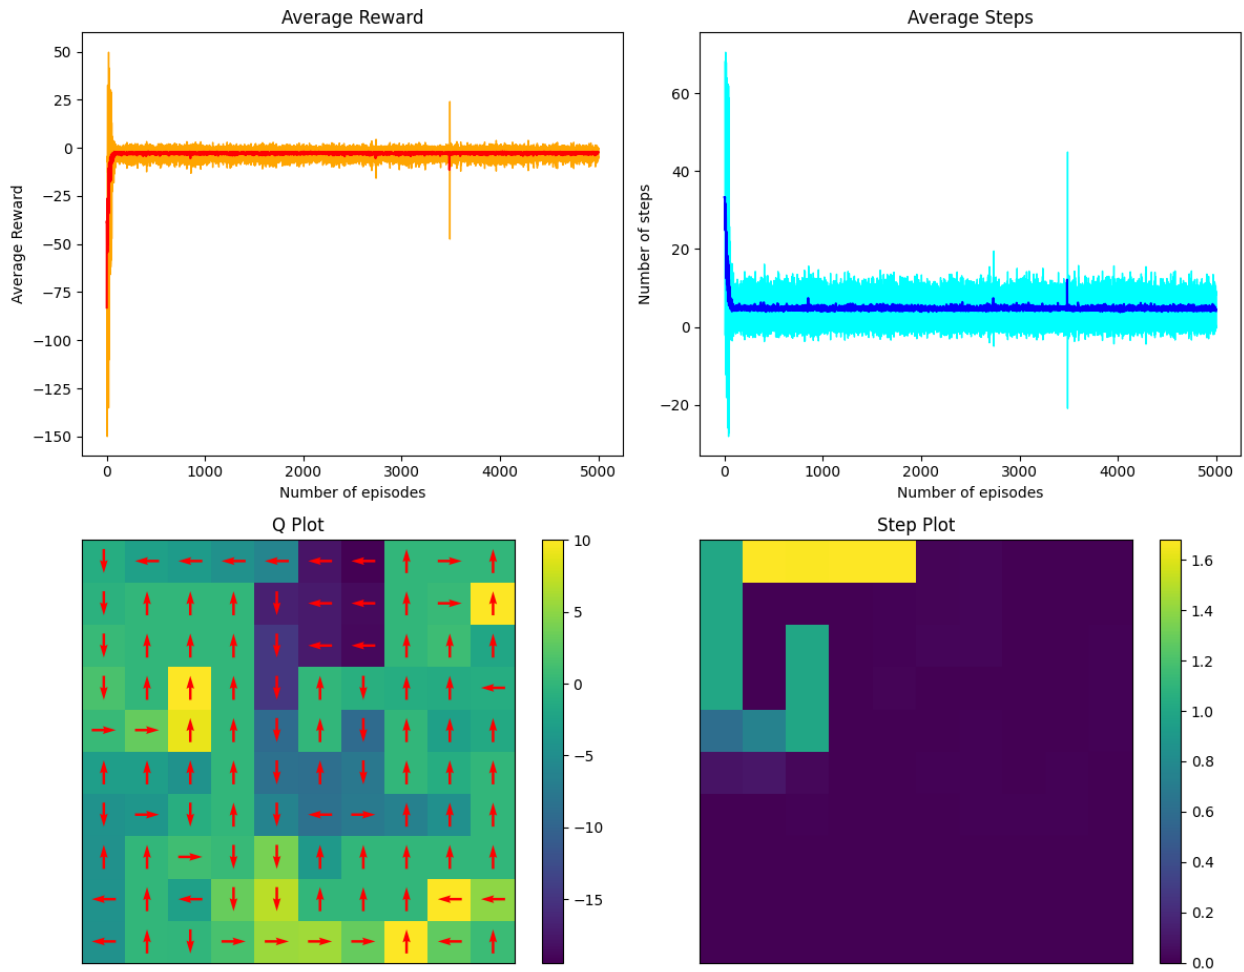 Average Reward
Average Reward
50
25
0
−25
−50
−75
−100
−125
−150
0 1000 2000 3000 4000 5000
Number of episodes
Average Steps
Number of steps
60
40
20
0
−20
0 1000 2000 3000 4000 5000
Number of episodes
Q Plot
10
5
0
−5
−10
−15
Step Plot
1.6
1.4
1.2
1.0
0.8
0.6
0.4
0.2
0.0